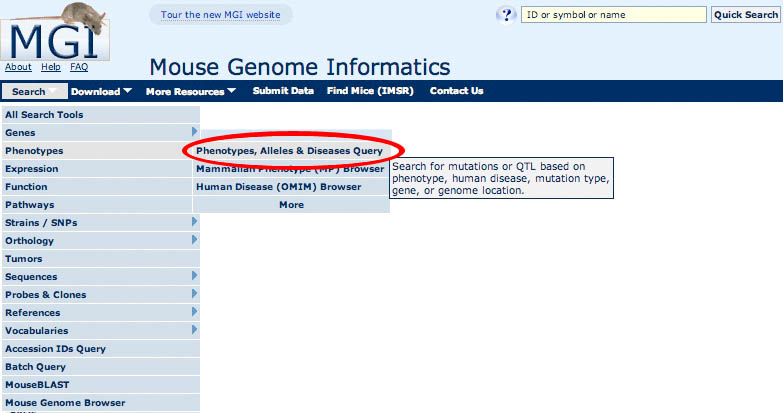 Tour the new MGI website
ID or symbol or name
Quick Search
MGI
About Help FAQ
Mouse Genome Informatics
Search Download More Resources Submit Data Find Mice (IMSR) Contact Us
All Search Tools
Genes
Phenotypes
Phenotypes, Alleles & Diseases Query
Expression
Mammalian Phenotype (MP) Browser
Search for mutations or QTL based on
phenotype, human disease, mutation type,
gene, or genome location.
Function
Human Disease (OMIM) Browser
Pathways
More
Strains / SNPs
Orthology
Tumors
Sequences
Probes & Clones
References
Vocabularies
Accession IDs Query
Batch Query
MouseBLAST
Mouse Genome Browser